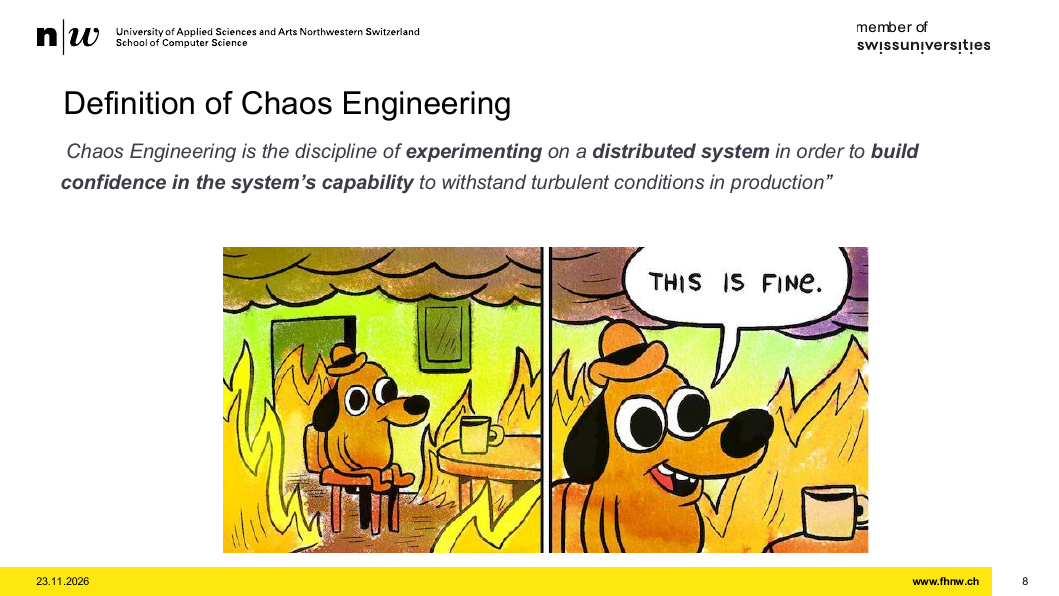 n|w University of Applied Sciences and Arts Northwestern Switzerland
School of Computer Science
member of
swissuniversities
Definition of Chaos Engineering
Chaos Engineering is the discipline of experimenting on a distributed system in order to build
confidence in the system’s capability to withstand turbulent conditions in production”
THIS IS FINE.
23.11.2026
www.fhnw.ch
8